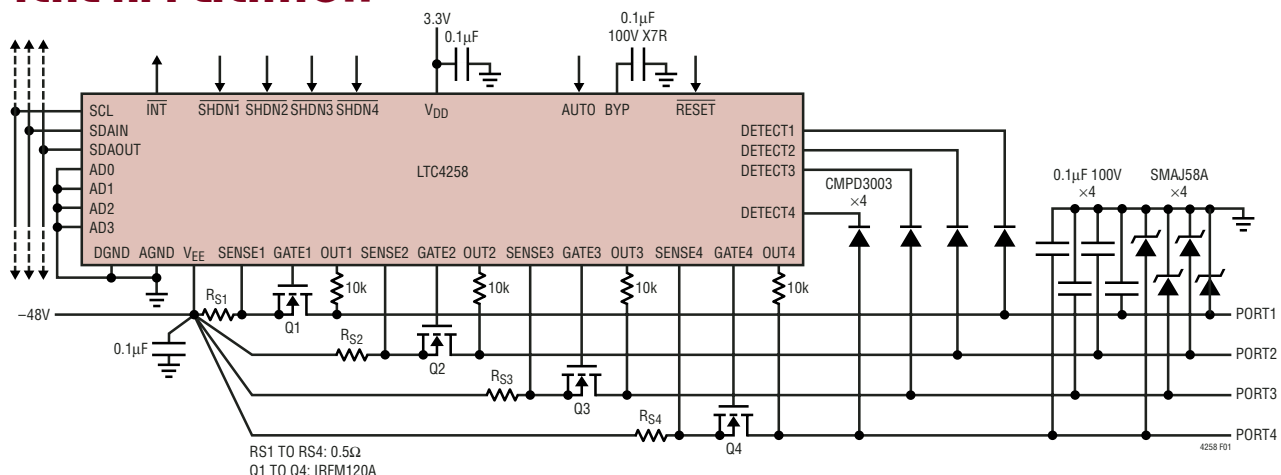 3.3V
0.1µF
0.1µF
100V X7R
SCL
INT
SHDN1 SHDN2 SHDN3 SHDN4
VDD
AUTO BYP
RESET
SDAIN
SDAOUT
AD0
AD1
AD2
AD3
LTC4258
DETECT1
DETECT2
DETECT3
DETECT4
CMPD3003
×4
0.1µF 100V
×4
SMAJ58A
×4
DGND AGND VEE SENSE1 GATE1 OUT1 SENSE2 GATE2 OUT2 SENSE3 GATE3 OUT3 SENSE4 GATE4 OUT4
10k
10k
10k
10k
–48V
RS1
Q1
PORT1
0.1µF
RS2
Q2
PORT2
RS3
Q3
PORT3
RS4
Q4
PORT4
4258 F01
RS1 TO RS4: 0.5Ω
Q1 TO Q4: IRFM120A